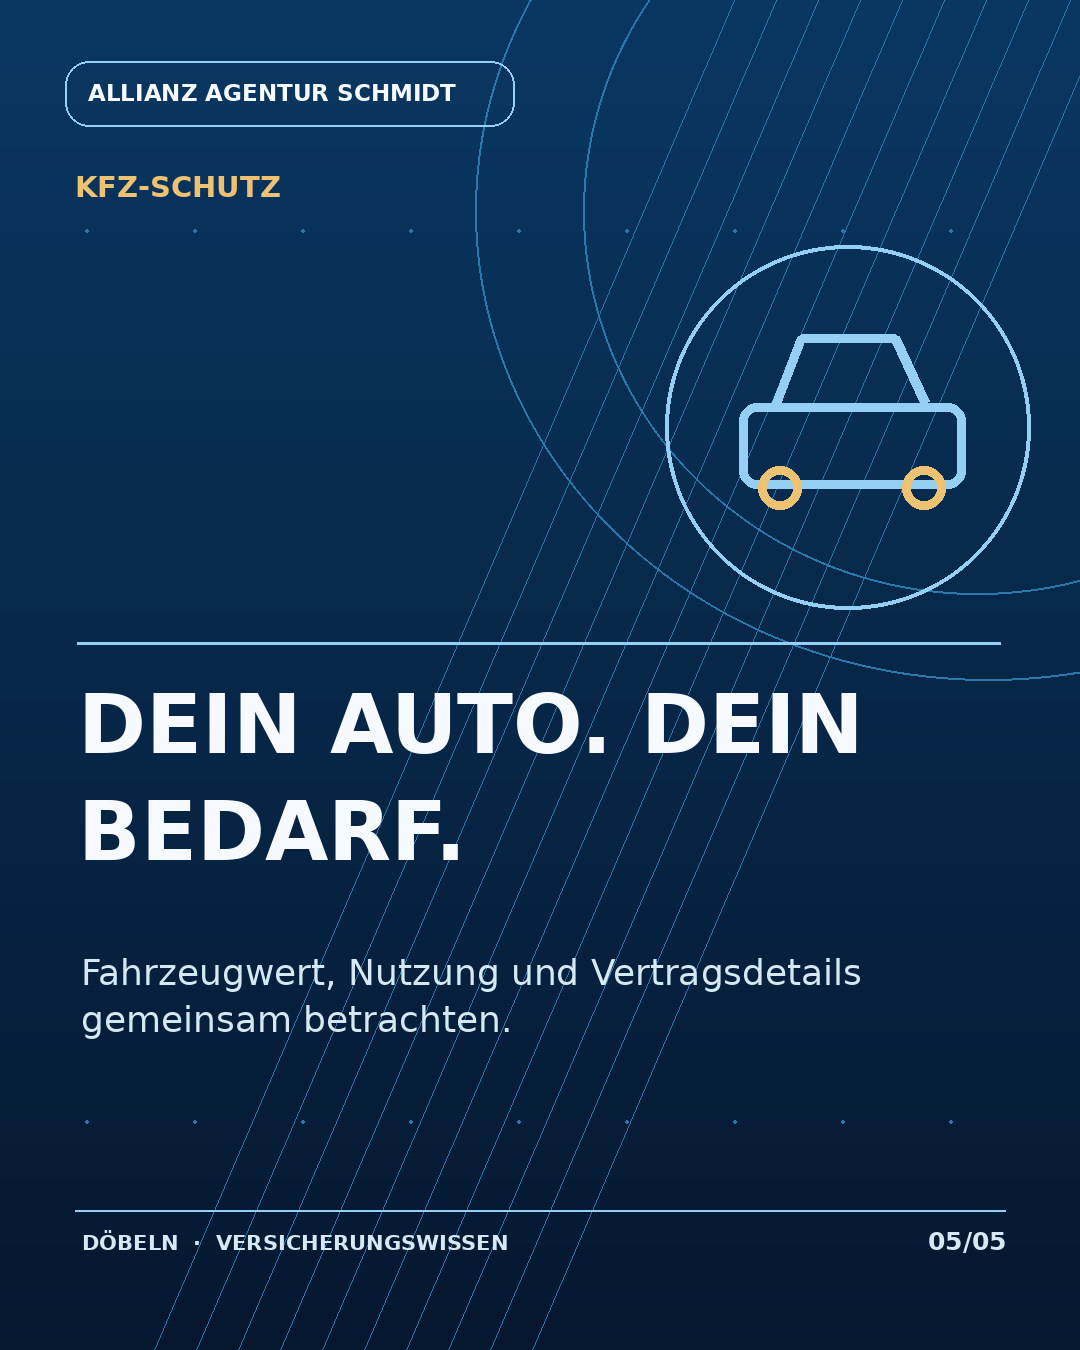 ALLIANZ AGENTUR SCHMIDT
KFZ-SCHUTZ
DEIN AUTO. DEIN
BEDARF.
Fahrzeugwert, Nutzung und Vertragsdetails
gemeinsam betrachten.
DÖBELN · VERSICHERUNGSWISSEN
05/05